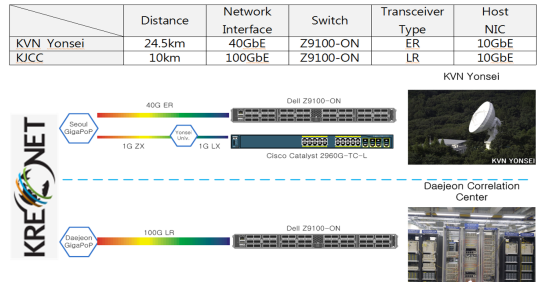 Distance
Network
Interface
Switch
Transceiver
Type
Host
NIC
KVN Yonsei
24.5km
40GbE
Z9100-ON
ER
10GbE
KJCC
10km
100GbE
Z9100-ON
LR
10GbE
KVN Yonsei
40G ER
Dell Z9100-ON
Seoul
GigaPoP
Yonsei
Univ.
1G ZX
1G LX
Cisco Catalyst 2960G-TC-L
KVN YONSEI
KREONET
Daejeon Correlation
Center
Daejeon
GigaPoP
100G LR
Dell Z9100-ON